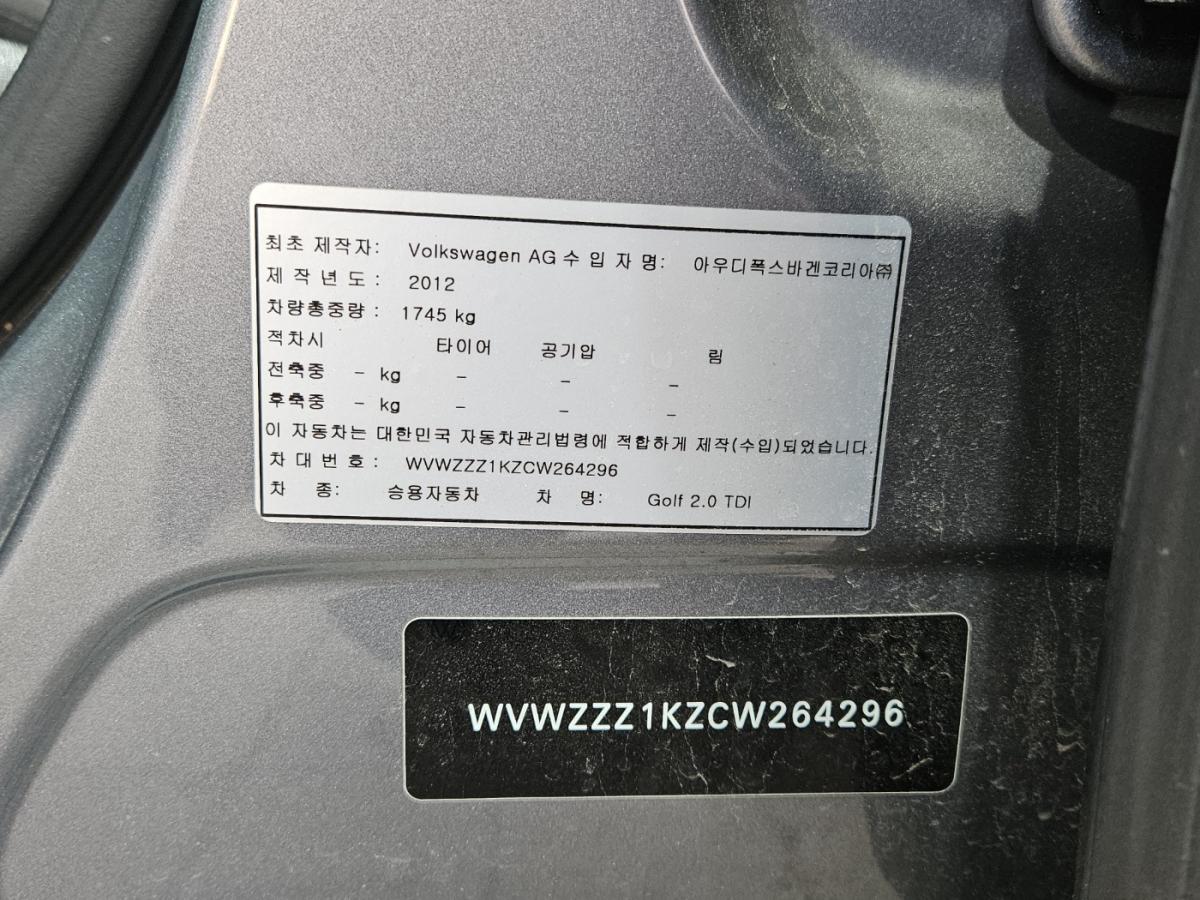 최초 제작자: Volkswagen AG 수 입 자 명: 아우디폭스바겐코리아㈜
제 작 년 도 : 2012
차량총중량 : 1745 kg
적차시 타이어 공기압 림
전축중 - kg - - -
후축중 - kg - - -
이 자동차는 대한민국 자동차관리법령에 적합하게 제작(수입)되었습니다.
차 대 번 호 : WVWZZZ1KZCW264296
차 종: 승용자동차 차 명: Golf 2.0 TDI
WVWZZZ1KZCW264296